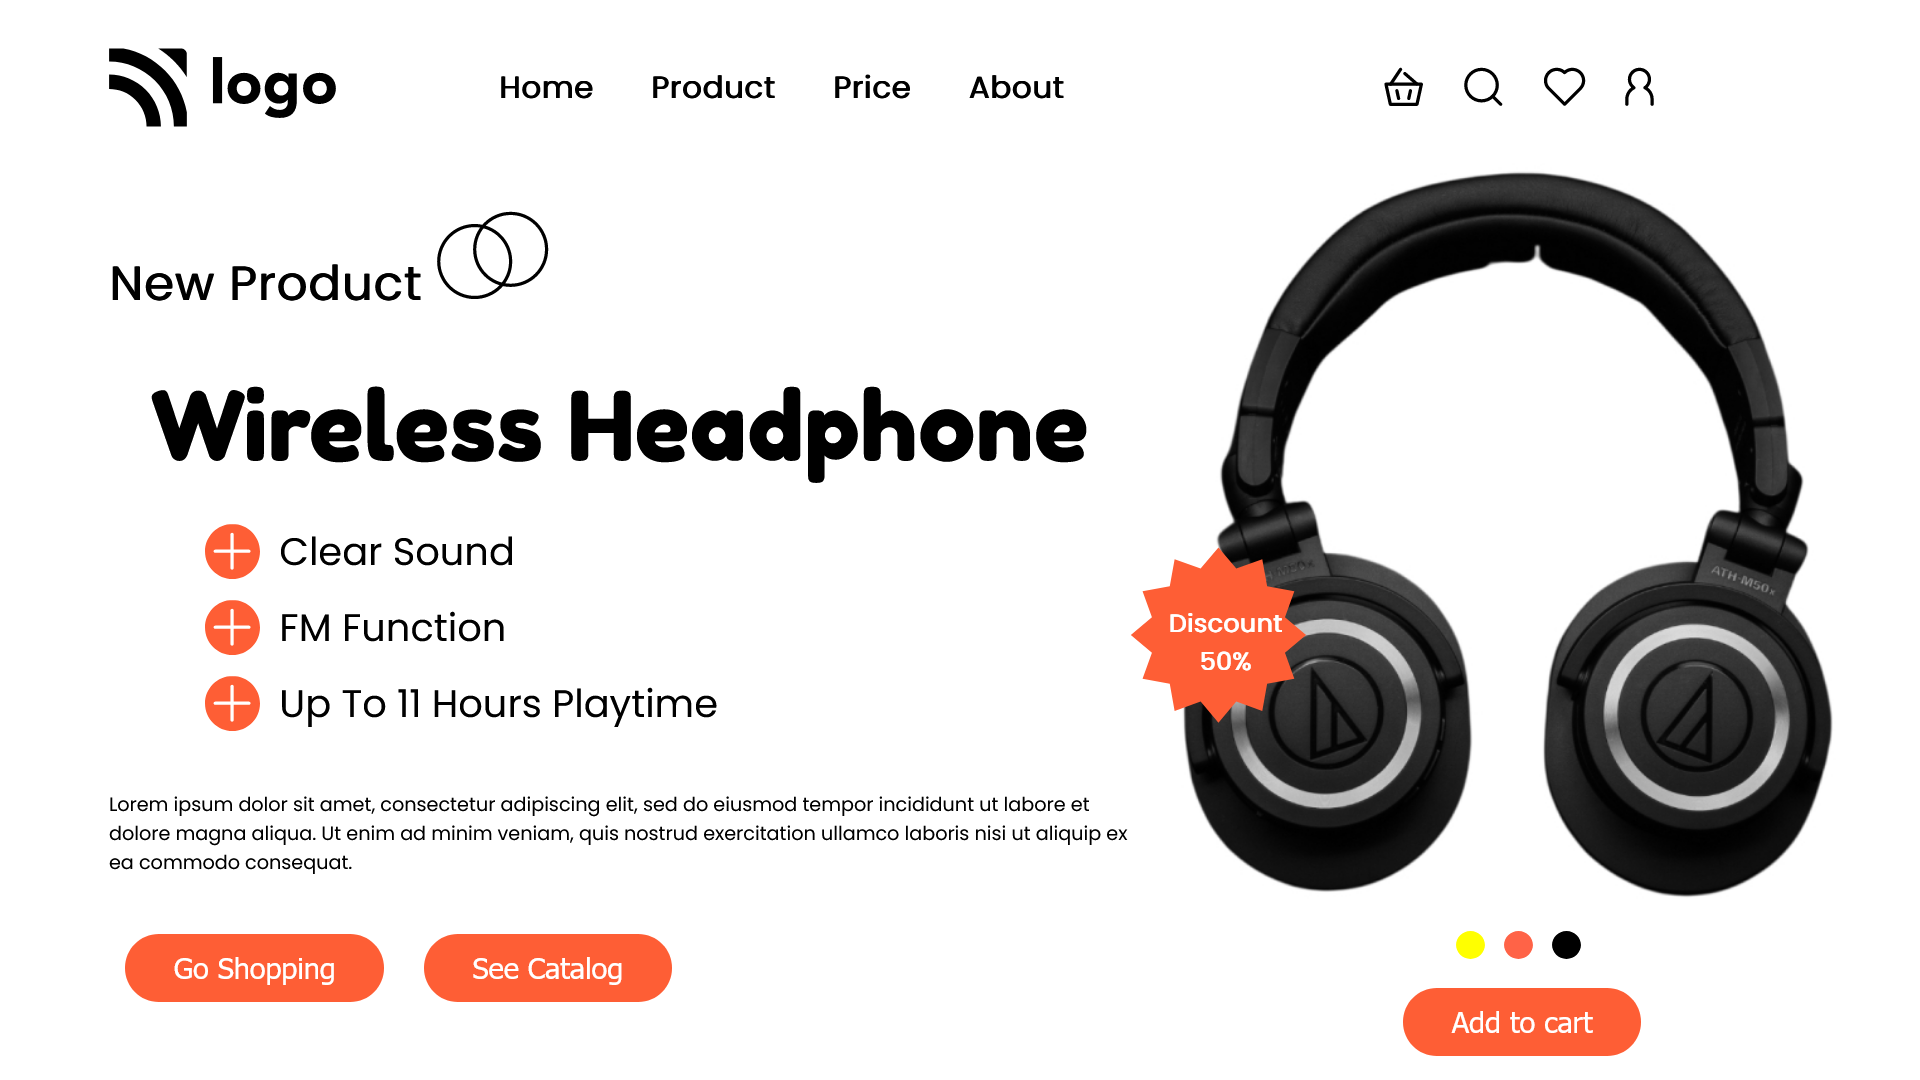 logo
Home Product Price About
New Product
Wireless Headphone
Clear Sound
FM Function
Up To 11 Hours Playtime
Discount
50%
ATH-M50x
Lorem ipsum dolor sit amet, consectetur adipiscing elit, sed do eiusmod tempor incididunt ut labore et
dolore magna aliqua. Ut enim ad minim veniam, quis nostrud exercitation ullamco laboris nisi ut aliquip ex
ea commodo consequat.
Go Shopping See Catalog
Add to cart